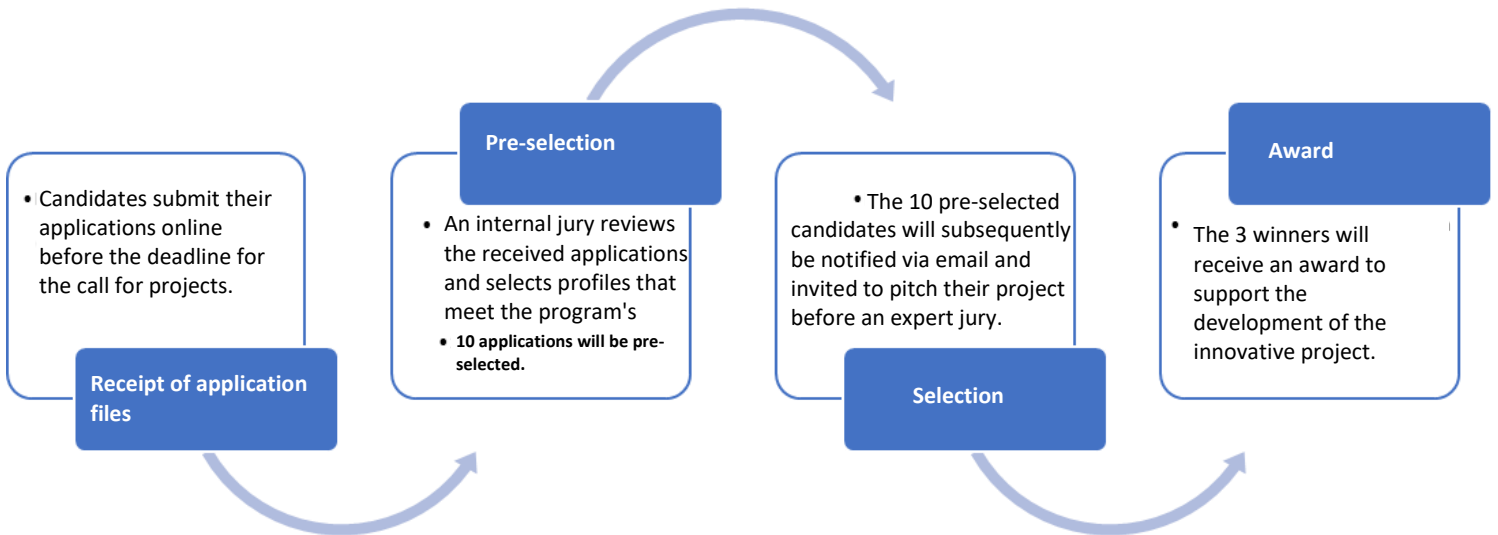 • Candidates submit their
applications online
before the deadline for
the call for projects.
Receipt of application
files
Pre-selection
• An internal jury reviews
the received applications
and selects profiles that
meet the program's
• 10 applications will be pre-
selected.
• The 10 pre-selected
candidates will subsequently
be notified via email and
invited to pitch their project
before an expert jury.
Selection
Award
• The 3 winners will
receive an award to
support the
development of the
innovative project.